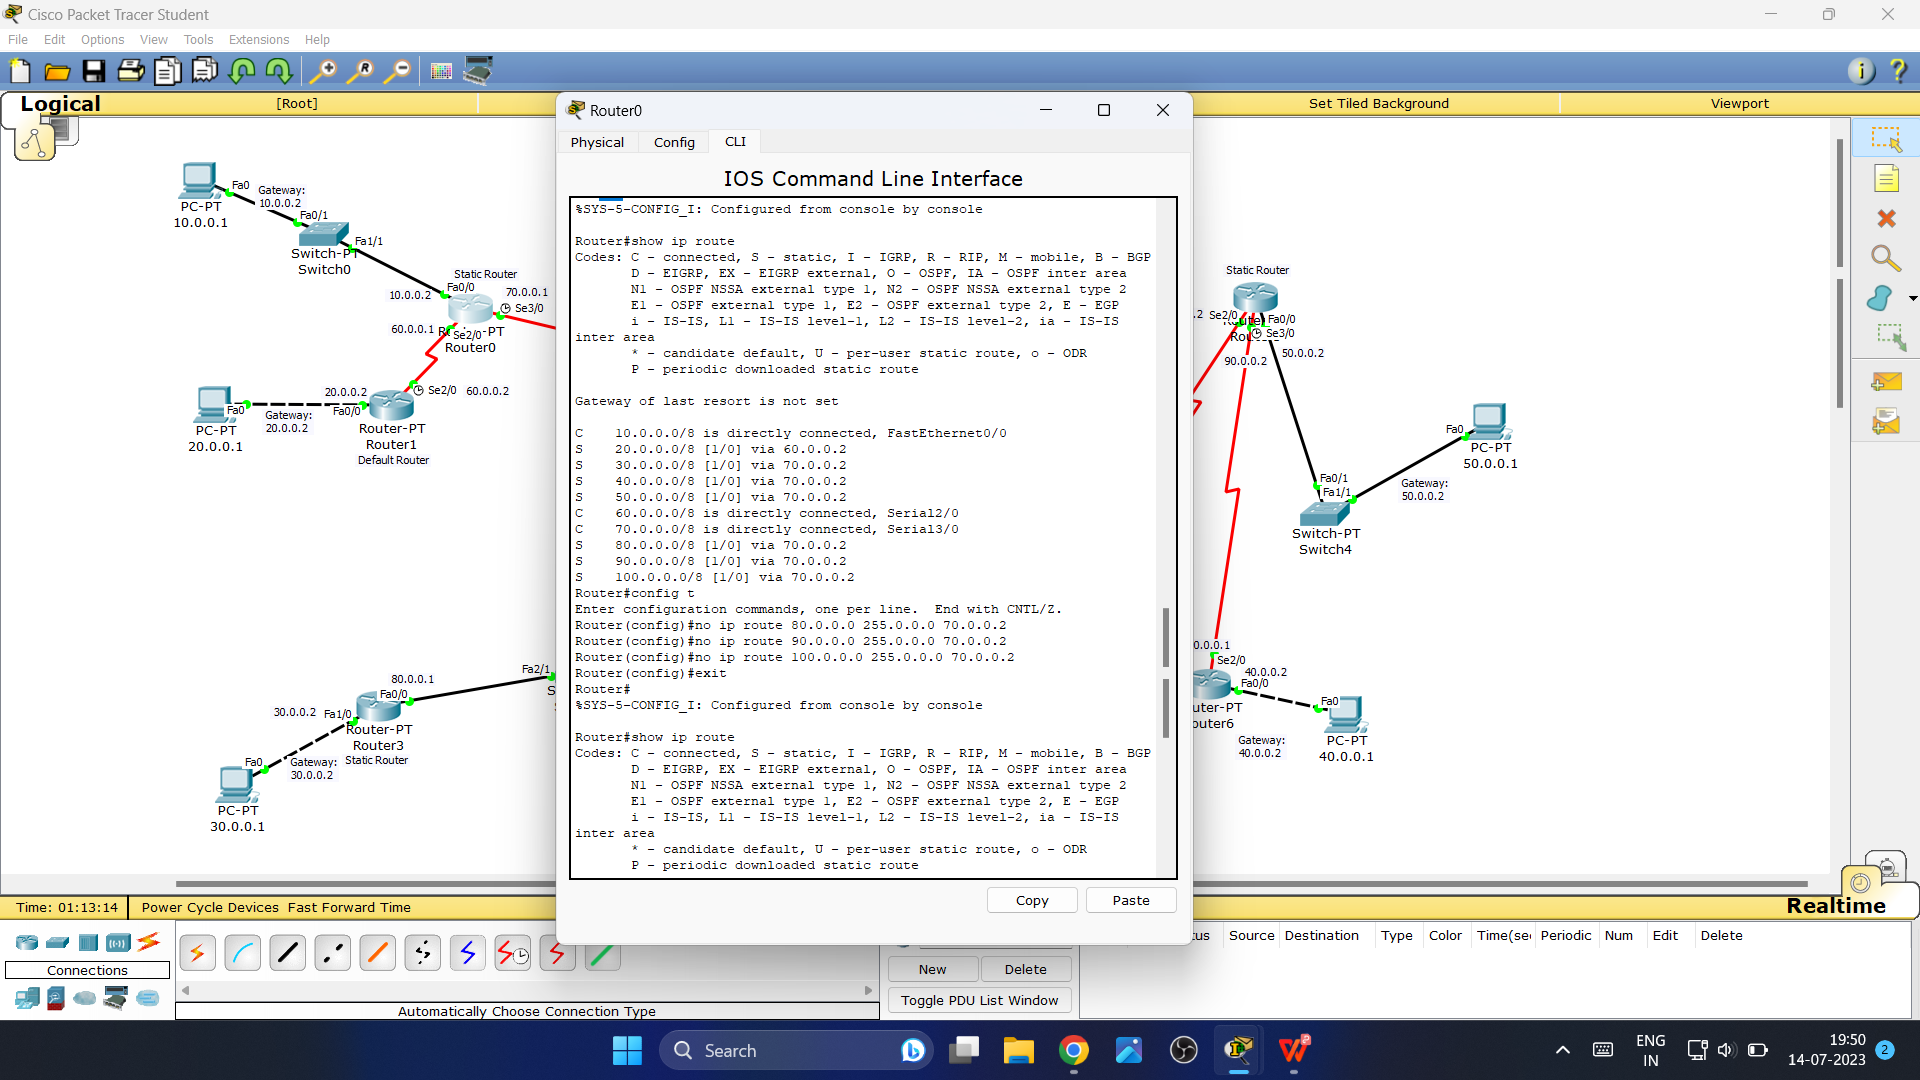 Cisco Packet Tracer Student
File Edit Options View Tools Extensions Help
Logical
[Root]
Set Tiled Background
Viewport
PC-PT
10.0.0.1
Fa0
Gateway:
10.0.0.2
Fa0/1
Switch-PT
Switch0
Fa1/1
Static Router
10.0.0.2
Fa0/0
70.0.0.1
Se3/0
60.0.0.1
Se2/0
Router0
PC-PT
20.0.0.1
Fa0
Gateway:
20.0.0.2
20.0.0.2
Fa0/0
Se2/0
60.0.0.2
Router-PT
Router1
Default Router
80.0.0.1
Fa0/0
Fa2/1
30.0.0.2
Fa1/0
Router-PT
Router3
Static Router
Fa0
Gateway:
30.0.0.2
PC-PT
30.0.0.1
Router0
Physical Config CLI
IOS Command Line Interface
%SYS-5-CONFIG_I: Configured from console by console
Router#show ip route
Codes: C - connected, S - static, I - IGRP, R - RIP, M - mobile, B - BGP
D - EIGRP, EX - EIGRP external, O - OSPF, IA - OSPF inter area
N1 - OSPF NSSA external type 1, N2 - OSPF NSSA external type 2
E1 - OSPF external type 1, E2 - OSPF external type 2, E - EGP
i - IS-IS, L1 - IS-IS level-1, L2 - IS-IS level-2, ia - IS-IS
inter area
* - candidate default, U - per-user static route, o - ODR
P - periodic downloaded static route
Gateway of last resort is not set
C 10.0.0.0/8 is directly connected, FastEthernet0/0
S 20.0.0.0/8 [1/0] via 60.0.0.2
S 30.0.0.0/8 [1/0] via 70.0.0.2
S 40.0.0.0/8 [1/0] via 70.0.0.2
S 50.0.0.0/8 [1/0] via 70.0.0.2
C 60.0.0.0/8 is directly connected, Serial2/0
C 70.0.0.0/8 is directly connected, Serial3/0
S 80.0.0.0/8 [1/0] via 70.0.0.2
S 90.0.0.0/8 [1/0] via 70.0.0.2
S 100.0.0.0/8 [1/0] via 70.0.0.2
Router#config t
Enter configuration commands, one per line. End with CNTL/Z.
Router(config)#no ip route 80.0.0.0 255.0.0.0 70.0.0.2
Router(config)#no ip route 90.0.0.0 255.0.0.0 70.0.0.2
Router(config)#no ip route 100.0.0.0 255.0.0.0 70.0.0.2
Router(config)#exit
Router#
%SYS-5-CONFIG_I: Configured from console by console
Router#show ip route
Codes: C - connected, S - static, I - IGRP, R - RIP, M - mobile, B - BGP
D - EIGRP, EX - EIGRP external, O - OSPF, IA - OSPF inter area
N1 - OSPF NSSA external type 1, N2 - OSPF NSSA external type 2
E1 - OSPF external type 1, E2 - OSPF external type 2, E - EGP
i - IS-IS, L1 - IS-IS level-1, L2 - IS-IS level-2, ia - IS-IS
inter area
* - candidate default, U - per-user static route, o - ODR
P - periodic downloaded static route
Copy Paste
Static Router
.2 Se2/0
Fa0/0
Se3/0
90.0.0.2
50.0.0.2
Fa0
PC-PT
50.0.0.1
Fa0/1
Fa1/1
Gateway:
50.0.0.2
Switch-PT
Switch4
0.0.0.1
Se2/0
40.0.0.2
Fa0/0
uter-PT
outer6
Fa0
Gateway:
40.0.0.2
PC-PT
40.0.0.1
Time: 01:13:14 Power Cycle Devices Fast Forward Time
Realtime
Connections
Automatically Choose Connection Type
New Delete
Toggle PDU List Window
tus Source Destination Type Color Time(sec Periodic Num Edit Delete
Search
ENG
IN
19:50
14-07-2023
2